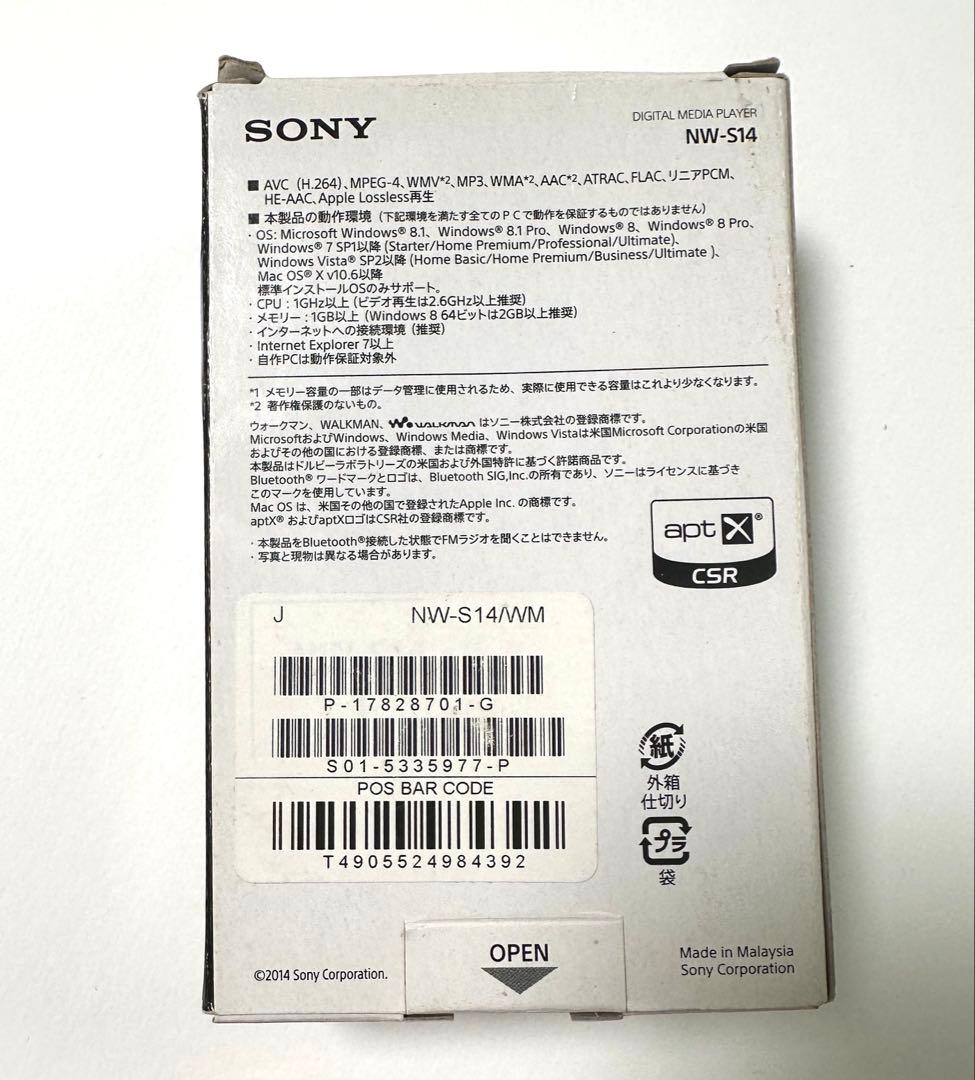 SONY
DIGITAL MEDIA PLAYER
NW-S14
■ AVC (H.264)、MPEG-4、WMV*2、MP3、WMA*2、AAC*2、ATRAC、FLAC、リニアPCM、
HE-AAC、Apple Lossless再生
■ 本製品の動作環境（下記環境を満たす全てのＰＣで動作を保証するものではありません）
・OS: Microsoft Windows® 8.1、Windows® 8.1 Pro、Windows® 8、Windows® 8 Pro、
Windows® 7 SP1以降 (Starter/Home Premium/Professional/Ultimate)、
Windows Vista® SP2以降 (Home Basic/Home Premium/Business/Ultimate )、
Mac OS® X v10.6以降
標準インストールOSのみサポート。
・CPU : 1GHz以上 (ビデオ再生は2.6GHz以上推奨)
・メモリー : 1GB以上 (Windows 8 64ビットは2GB以上推奨)
・インターネットへの接続環境（推奨）
・Internet Explorer 7以上
・自作PCは動作保証対象外
*1 メモリー容量の一部はデータ管理に使用されるため、実際に使用できる容量はこれより少なくなります。
*2 著作権保護のないもの。
ウォークマン、WALKMAN、WALKMAN はソニー株式会社の登録商標です。
MicrosoftおよびWindows、Windows Media、Windows Vistaは米国Microsoft Corporationの米国
およびその他の国における登録商標、または商標です。
本製品はドルビーラボラトリーズの米国および外国特許に基づく許諾商品です。
Bluetooth® ワードマークとロゴは、Bluetooth SIG,Inc.の所有であり、ソニーはライセンスに基づき
このマークを使用しています。
Mac OS は、米国その他の国で登録されたApple Inc. の商標です。
aptX® およびaptXロゴはCSR社の登録商標です。
・本製品をBluetooth®接続した状態でFMラジオを聞くことはできません。
・写真と現物は異なる場合があります。
aptX®
CSR
J NW-S14/WM
P-17828701-G
S01-5335977-P
POS BAR CODE
T4905524984392
紙
外箱
仕切り
プラ
袋
OPEN
©2014 Sony Corporation.
Made in Malaysia
Sony Corporation